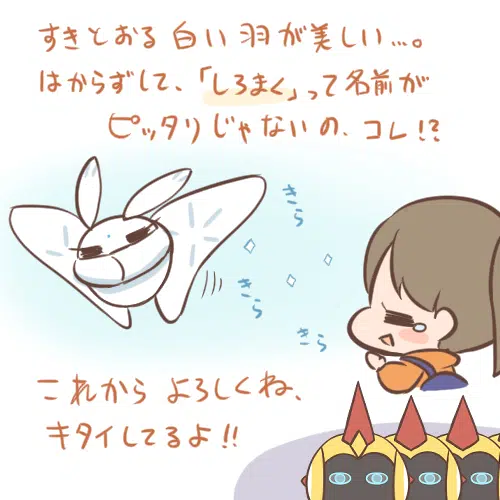 すきとおる 白い 羽が美しい…。
はからずして、「しろまく」って名前が
ピッタリじゃないの、コレ!?
きら
きら
きら
これから よろしくね、
キタイしてるよ!!